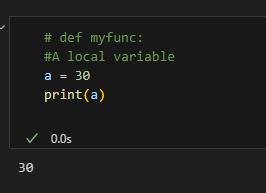 # def myfunc:
#A local variable
a = 30
print(a)
0.0s
30